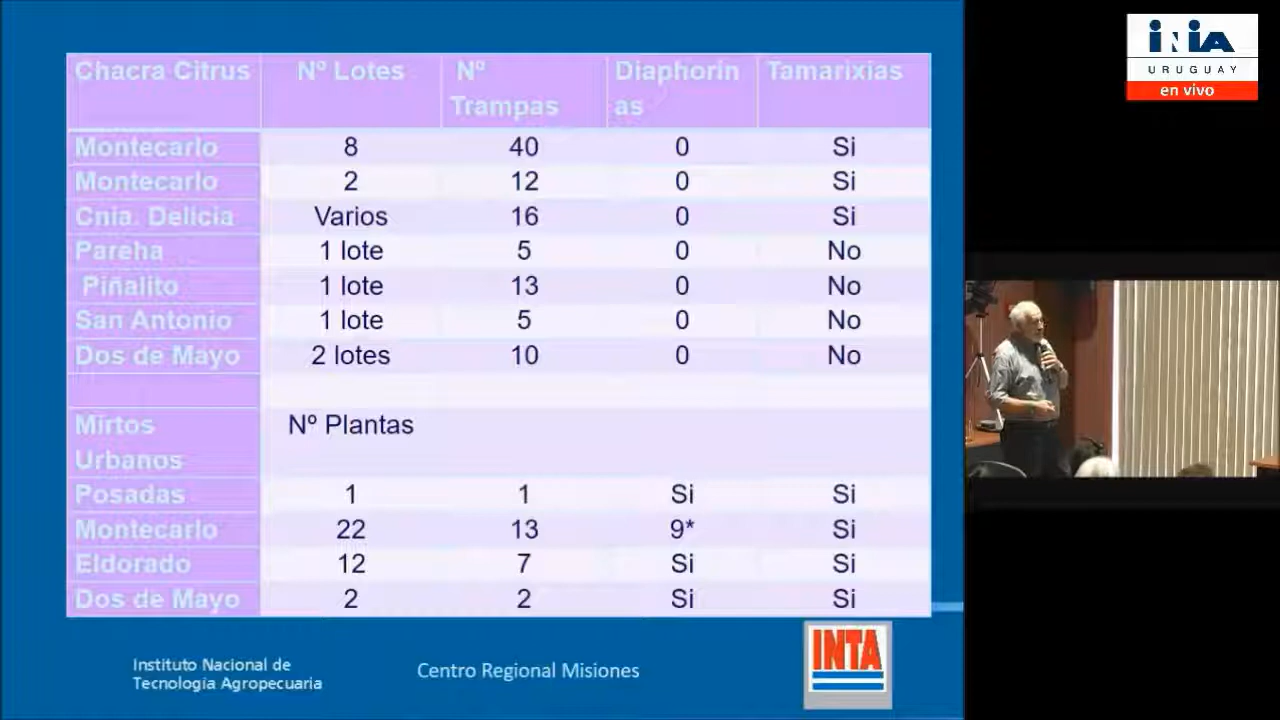 Chacra Citrus Nº Lotes Nº Trampas Diaphorin as Tamarixias
Montecarlo 8 40 0 Si
Montecarlo 2 12 0 Si
Cnia. Delicia Varios 16 0 Si
Pareha 1 lote 5 0 No
Piñalito 1 lote 13 0 No
San Antonio 1 lote 5 0 No
Dos de Mayo 2 lotes 10 0 No
Mirtos Urbanos Nº Plantas
Posadas 1 1 Si Si
Montecarlo 22 13 9* Si
Eldorado 12 7 Si Si
Dos de Mayo 2 2 Si Si
Instituto Nacional de
Tecnología Agropecuaria
Centro Regional Misiones
INTA
inia
URUGUAY
en vivo